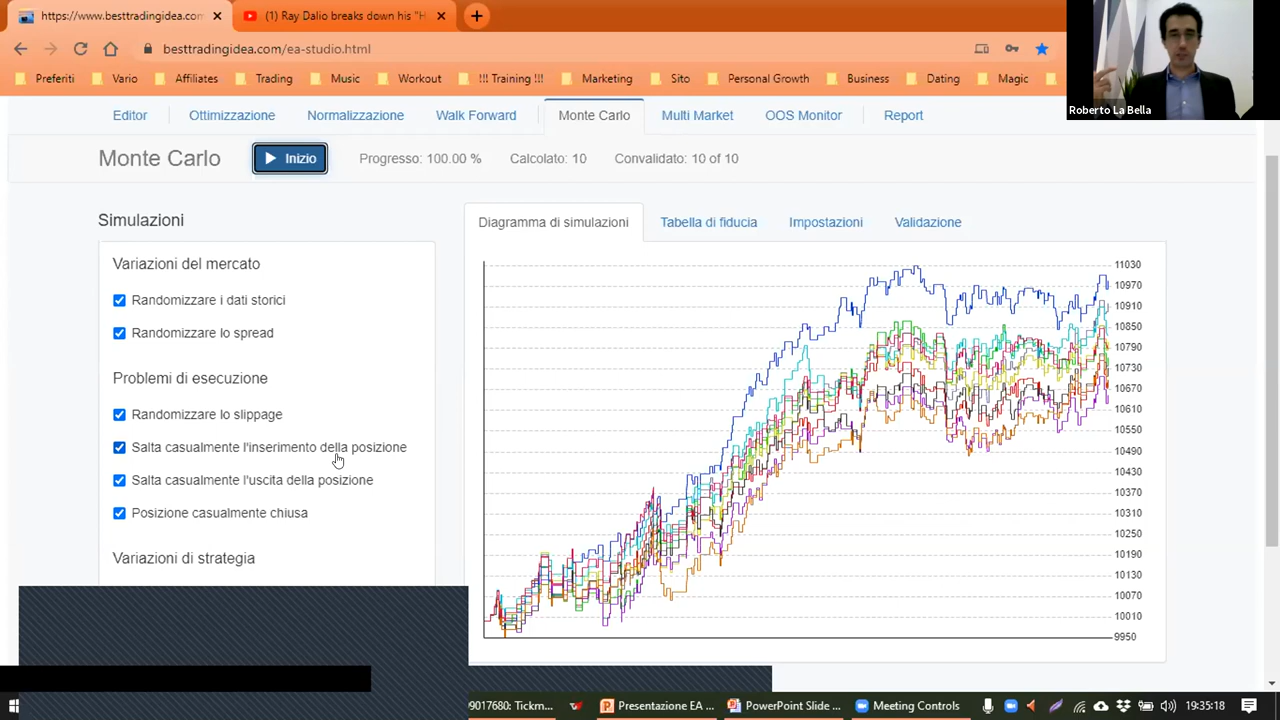 https://www.besttradingidea.com
(1) Ray Dalio breaks down his "H
besttradingidea.com/ea-studio.html
Preferiti Vario Affiliates Trading Music Workout !!! Training !!! Marketing Sito Personal Growth Business Dating Magic
Roberto La Bella
Editor Ottimizzazione Normalizzazione Walk Forward Monte Carlo Multi Market OOS Monitor Report
Monte Carlo Inizio Progresso: 100.00 % Calcolato: 10 Convalidato: 10 of 10
Simulazioni
Variazioni del mercato
Randomizzare i dati storici
Randomizzare lo spread
Problemi di esecuzione
Randomizzare lo slippage
Salta casualmente l'inserimento della posizione
Salta casualmente l'uscita della posizione
Posizione casualmente chiusa
Variazioni di strategia
Diagramma di simulazioni Tabella di fiducia Impostazioni Validazione
11030
10970
10910
10850
10790
10730
10670
10610
10550
10490
10430
10370
10310
10250
10190
10130
10070
10010
9950
09017680: Tickm... Presentazione EA ... PowerPoint Slide ... Meeting Controls 19:35:18